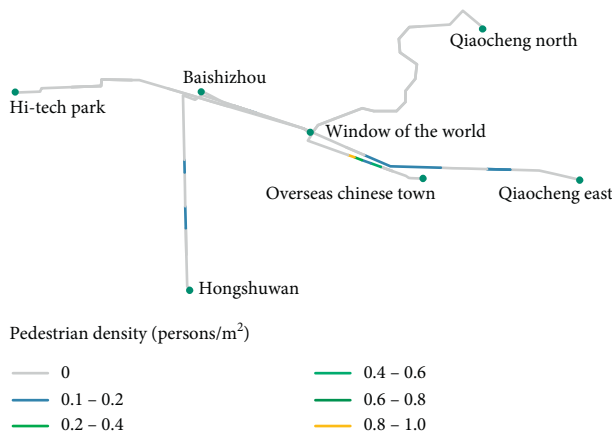 Qiaocheng north
Baishizhou
Hi-tech park
Window of the world
Overseas chinese town
Qiaocheng east
Hongshuwan
Pedestrian density (persons/m²)
0
0.1 – 0.2
0.2 – 0.4
0.4 – 0.6
0.6 – 0.8
0.8 – 1.0